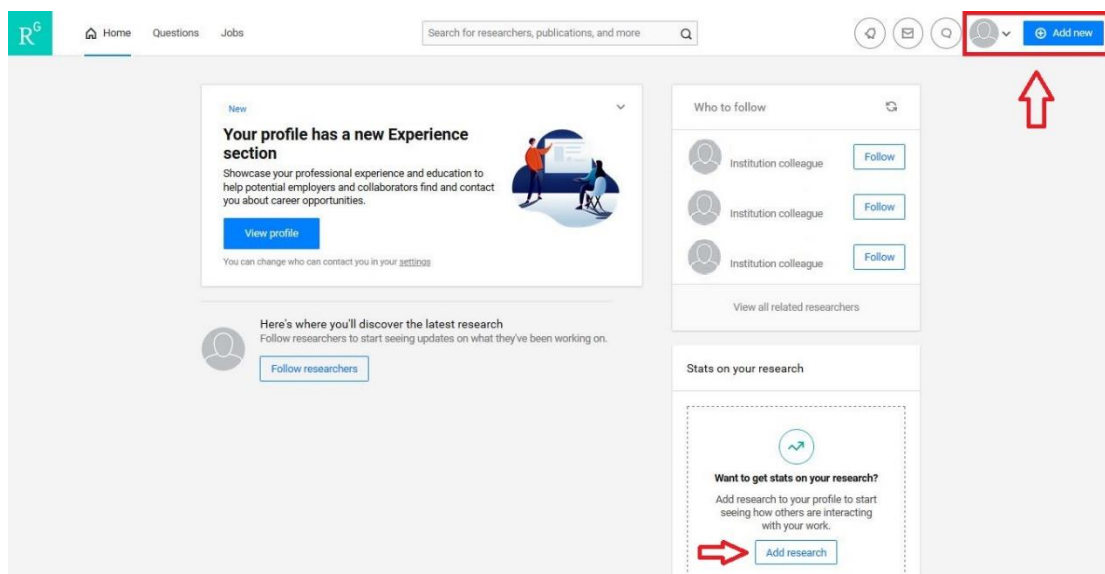 RG
Home Questions Jobs
Search for researchers, publications, and more
Add new
New
Your profile has a new Experience
section
Showcase your professional experience and education to
help potential employers and collaborators find and contact
you about career opportunities.
View profile
You can change who can contact you in your settings
Here's where you'll discover the latest research
Follow researchers to start seeing updates on what they've been working on.
Follow researchers
Who to follow
Institution colleague Follow
Institution colleague Follow
Institution colleague Follow
View all related researchers
Stats on your research
Want to get stats on your research?
Add research to your profile to start
seeing how others are interacting
with your work.
Add research